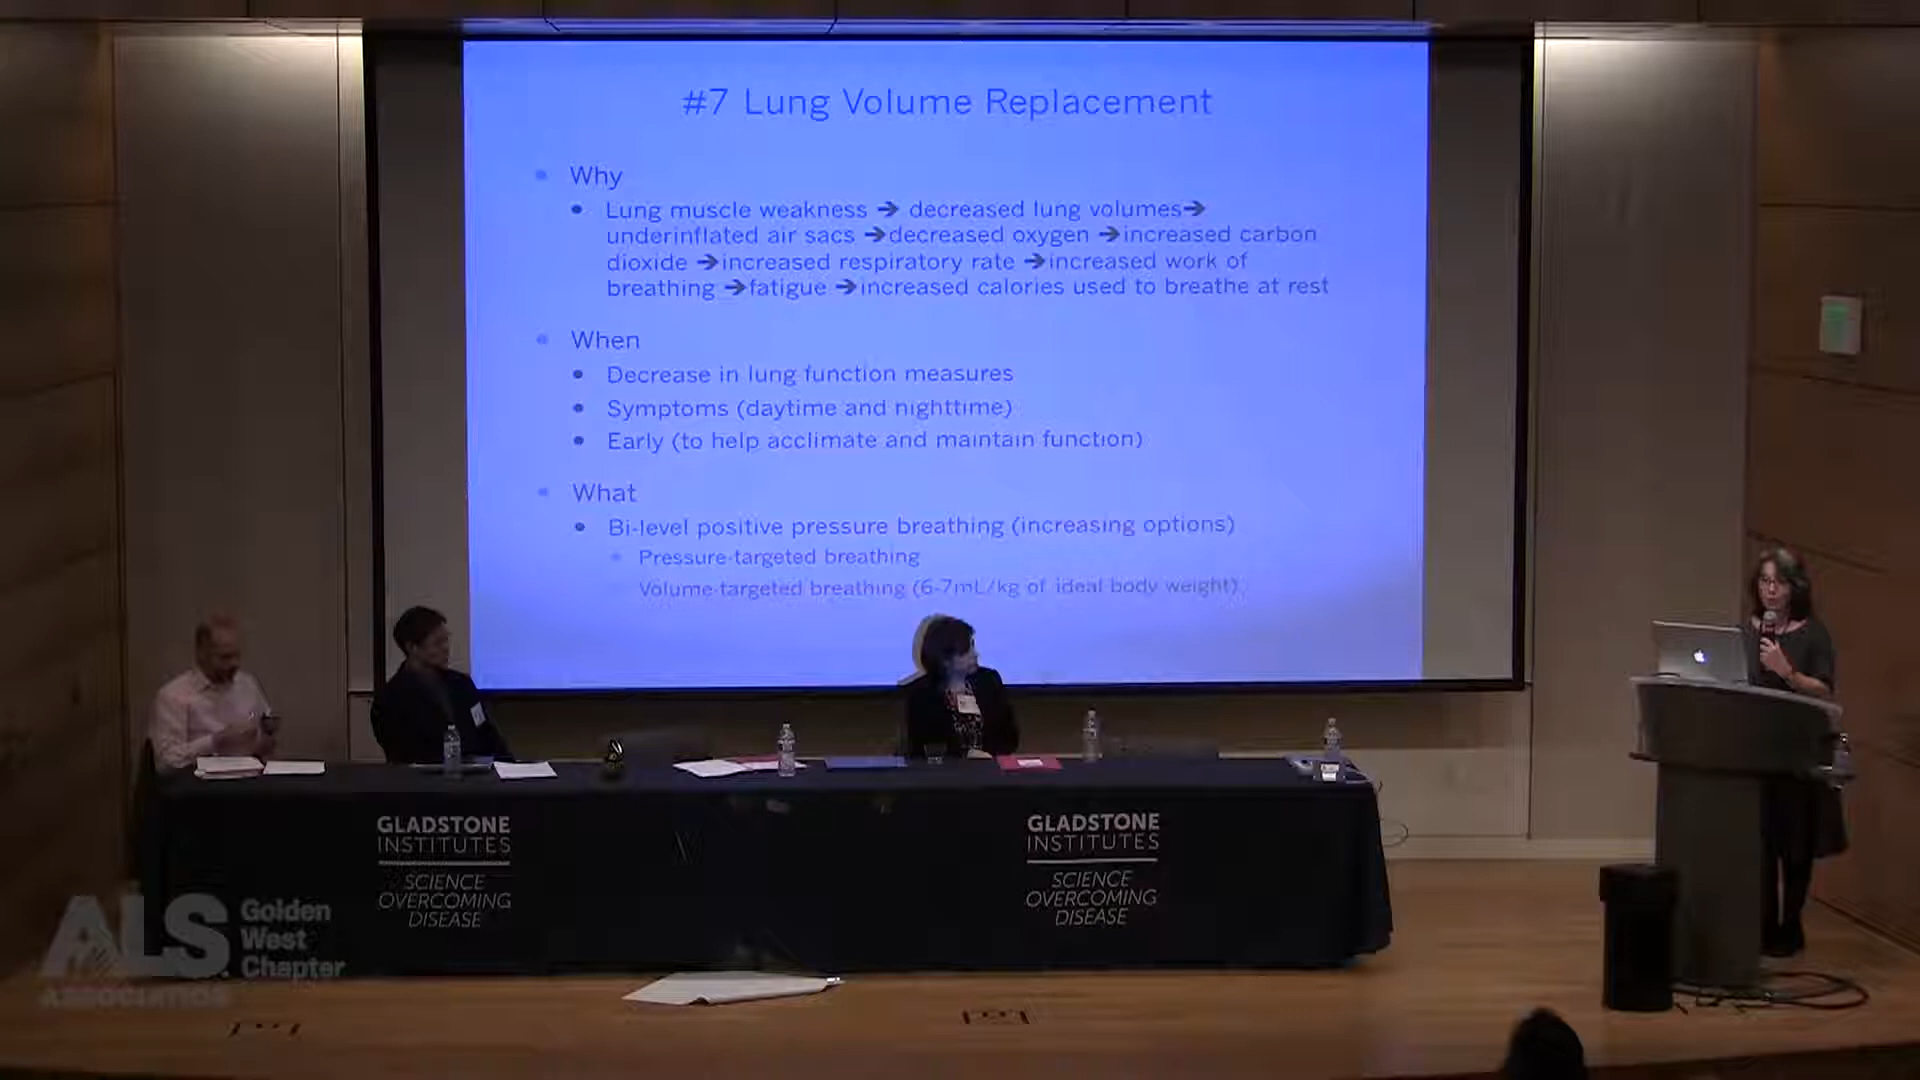 #7 Lung Volume Replacement
Why
Lung muscle weakness ➔ decreased lung volumes➔
underinflated air sacs ➔decreased oxygen ➔increased carbon
dioxide ➔increased respiratory rate ➔increased work of
breathing ➔fatigue ➔increased calories used to breathe at rest
When
Decrease in lung function measures
Symptoms (daytime and nighttime)
Early (to help acclimate and maintain function)
What
Bi-level positive pressure breathing (increasing options)
Pressure-targeted breathing
Volume-targeted breathing (6-7mL/kg of ideal body weight)
GLADSTONE
INSTITUTES
SCIENCE
OVERCOMING
DISEASE
GLADSTONE
INSTITUTES
SCIENCE
OVERCOMING
DISEASE
ALS
ASSOCIATION
Golden
West
Chapter